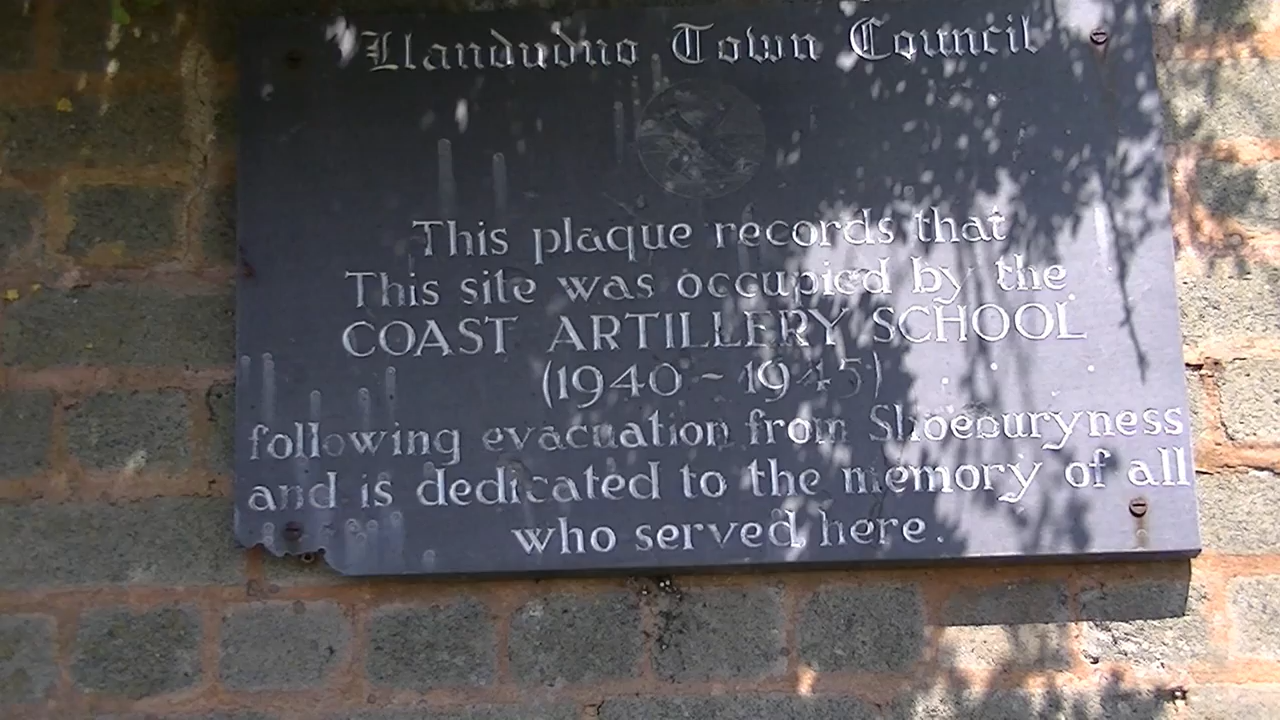 Llandudno Town Council
This plaque records that
This site was occupied by the
COAST ARTILLERY SCHOOL
(1940 - 1945)
following evacuation from Shoeburyness
and is dedicated to the memory of all
who served here.